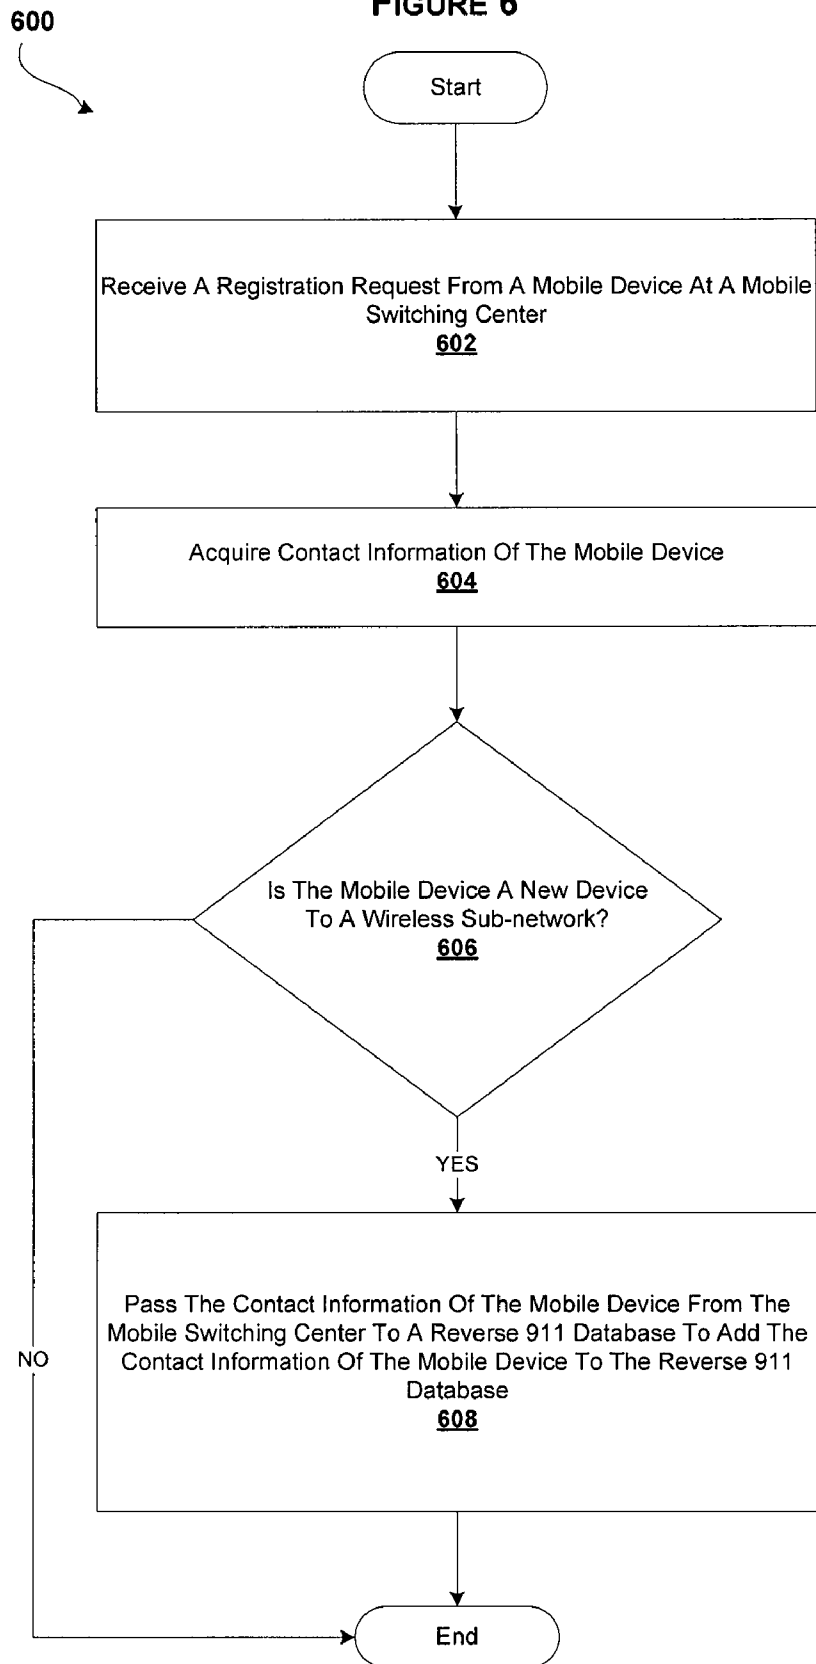 FIGURE 6
600
Start
Receive A Registration Request From A Mobile Device At A Mobile
Switching Center
602
Acquire Contact Information Of The Mobile Device
604
Is The Mobile Device A New Device
To A Wireless Sub-network?
606
YES
Pass The Contact Information Of The Mobile Device From The
Mobile Switching Center To A Reverse 911 Database To Add The
Contact Information Of The Mobile Device To The Reverse 911
Database
608
NO
End